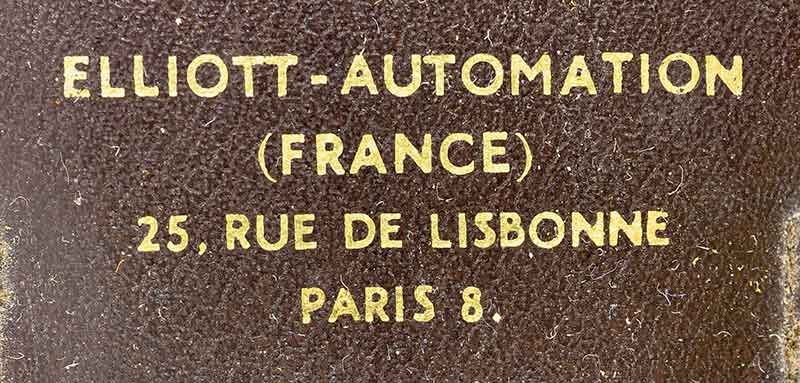 ELLIOTT-AUTOMATION
(FRANCE)
25, RUE DE LISBONNE
PARIS 8.